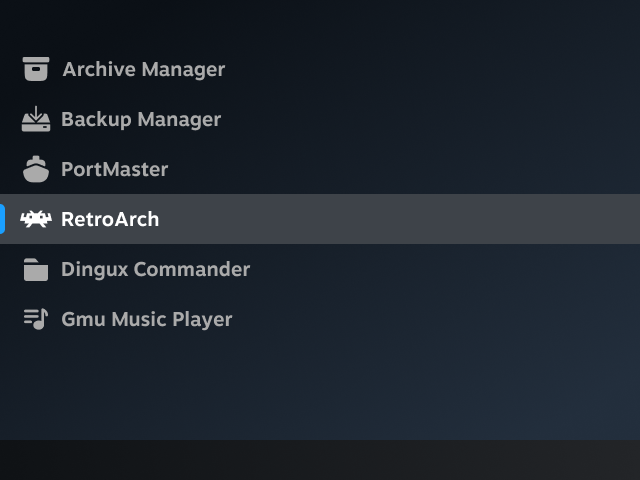 Archive Manager
Backup Manager
PortMaster
RetroArch
Dingux Commander
Gmu Music Player